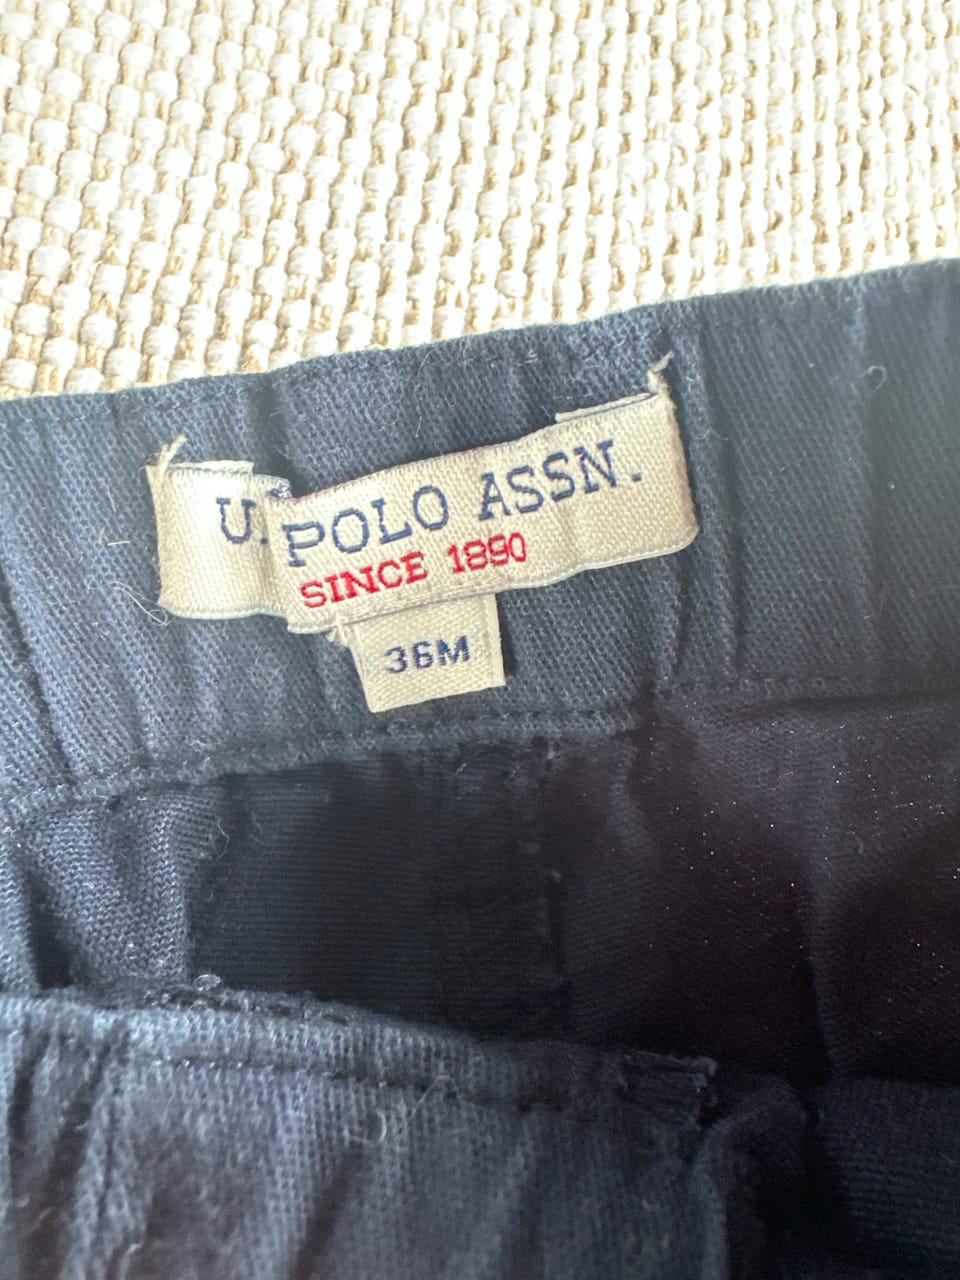 U. POLO ASSN.
SINCE 1890
36M